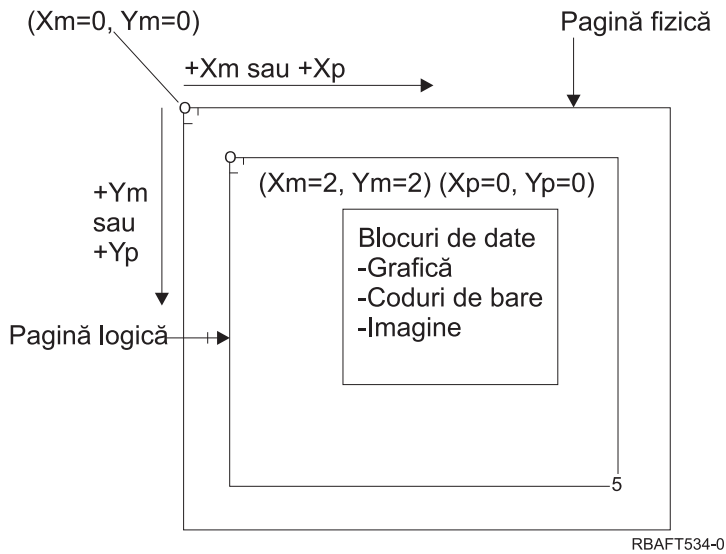 (Xm=0, Ym=0)
Pagină fizică
+Xm sau +Xp
(Xm=2, Ym=2) (Xp=0, Yp=0)
+Ym
sau
+Yp
Blocuri de date
-Grafică
-Coduri de bare
-Imagine
Pagină logică
5
RBAFT534-0